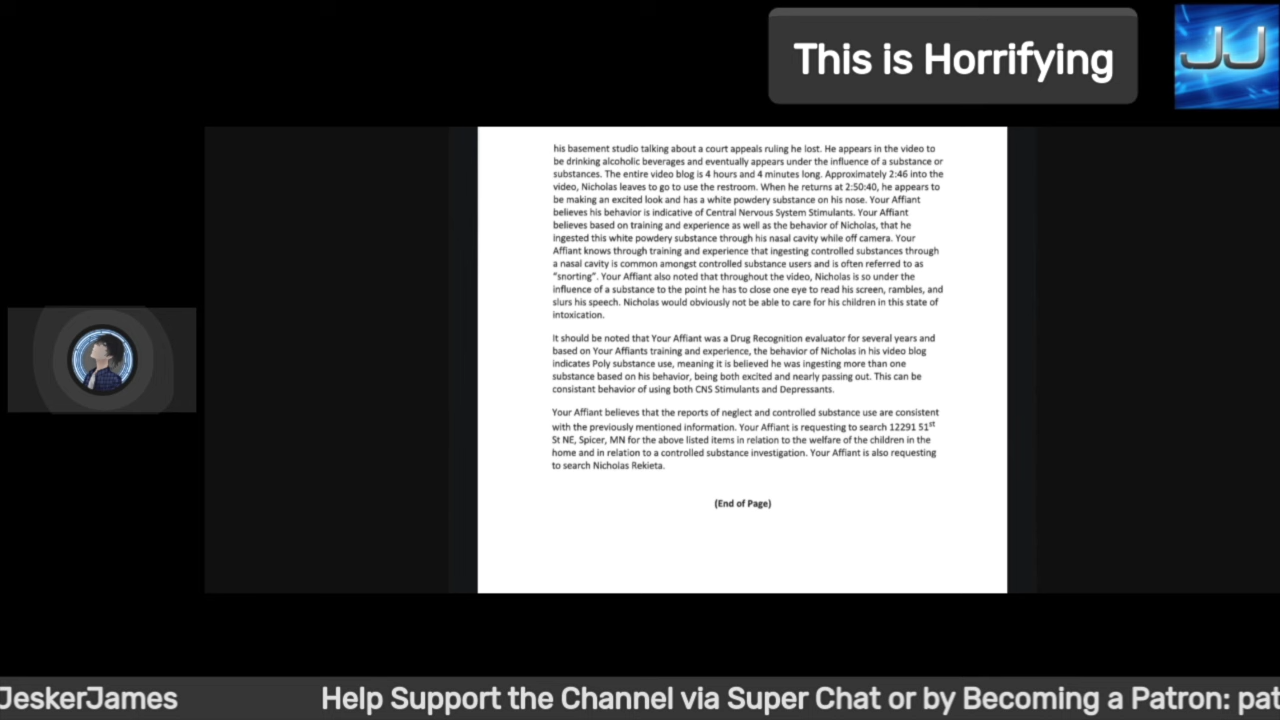 This is Horrifying
JJ
his basement studio talking about a court appeals ruling he lost. He appears in the video to
be drinking alcoholic beverages and eventually appears under the influence of a substance or
substances. The entire video blog is 4 hours and 4 minutes long. Approximately 2:46 into the
video, Nicholas leaves to go to use the restroom. When he returns at 2:50:40, he appears to
be making an excited look and has a white powdery substance on his nose. Your Affiant
believes his behavior is indicative of Central Nervous System Stimulants. Your Affiant
believes based on training and experience as well as the behavior of Nicholas, that he
ingested this white powdery substance through his nasal cavity while off camera. Your
Affiant knows through training and experience that ingesting controlled substances through
a nasal cavity is common amongst controlled substance users and is often referred to as
“snorting”. Your Affiant also noted that throughout the video, Nicholas is so under the
influence of a substance to the point he has to close one eye to read his screen, rambles, and
slurs his speech. Nicholas would obviously not be able to care for his children in this state of
intoxication.
It should be noted that Your Affiant was a Drug Recognition evaluator for several years and
based on Your Affiants training and experience, the behavior of Nicholas in his video blog
indicates Poly substance use, meaning it is believed he was ingesting more than one
substance based on his behavior, being both excited and nearly passing out. This can be
consistant behavior of using both CNS Stimulants and Depressants.
Your Affiant believes that the reports of neglect and controlled substance use are consistent
with the previously mentioned information. Your Affiant is requesting to search 12291 51st
St NE, Spicer, MN for the above listed items in relation to the welfare of the children in the
home and in relation to a controlled substance investigation. Your Affiant is also requesting
to search Nicholas Rekieta.
(End of Page)
JeskerJames Help Support the Channel via Super Chat or by Becoming a Patron: pat